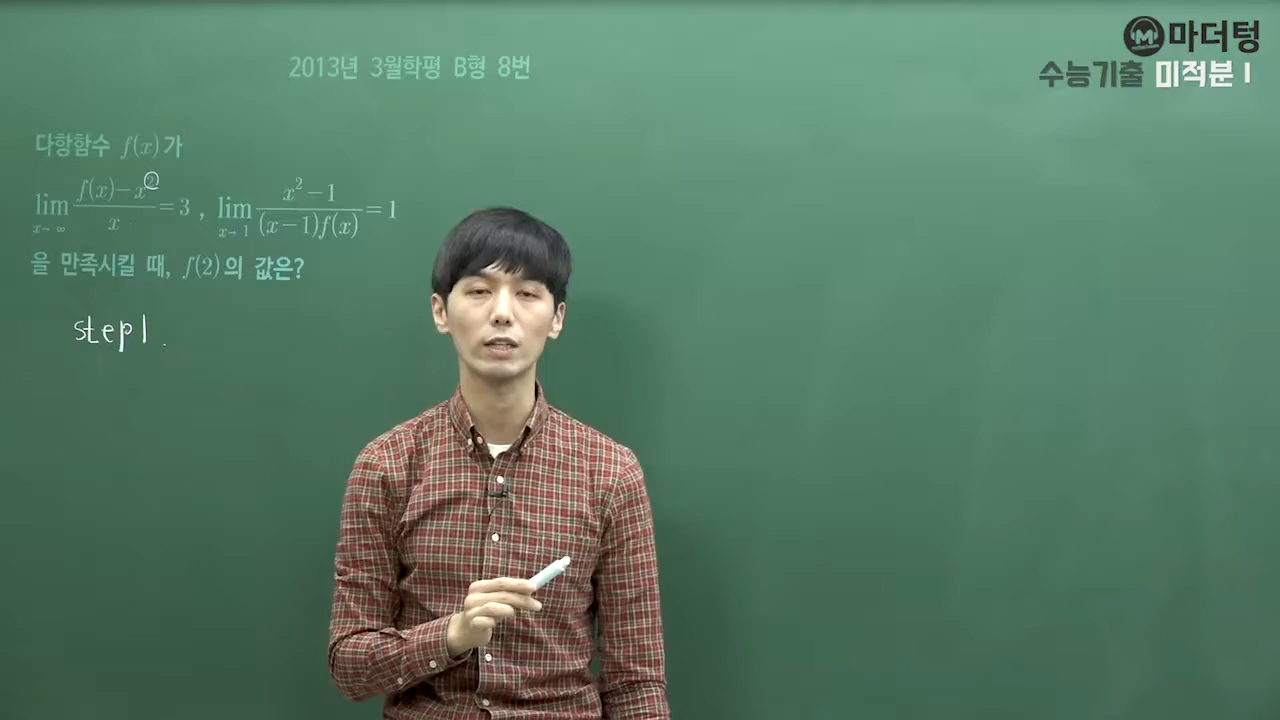 마더텅
수능기출 미적분 I
2013년 3월학평 B형 8번
다항함수 f(x)가
lim x→∞ (f(x)−x²)/x = 3 , lim x→1 (x²−1)/((x−1)f(x)) = 1
을 만족시킬 때, f(2)의 값은?
step1.